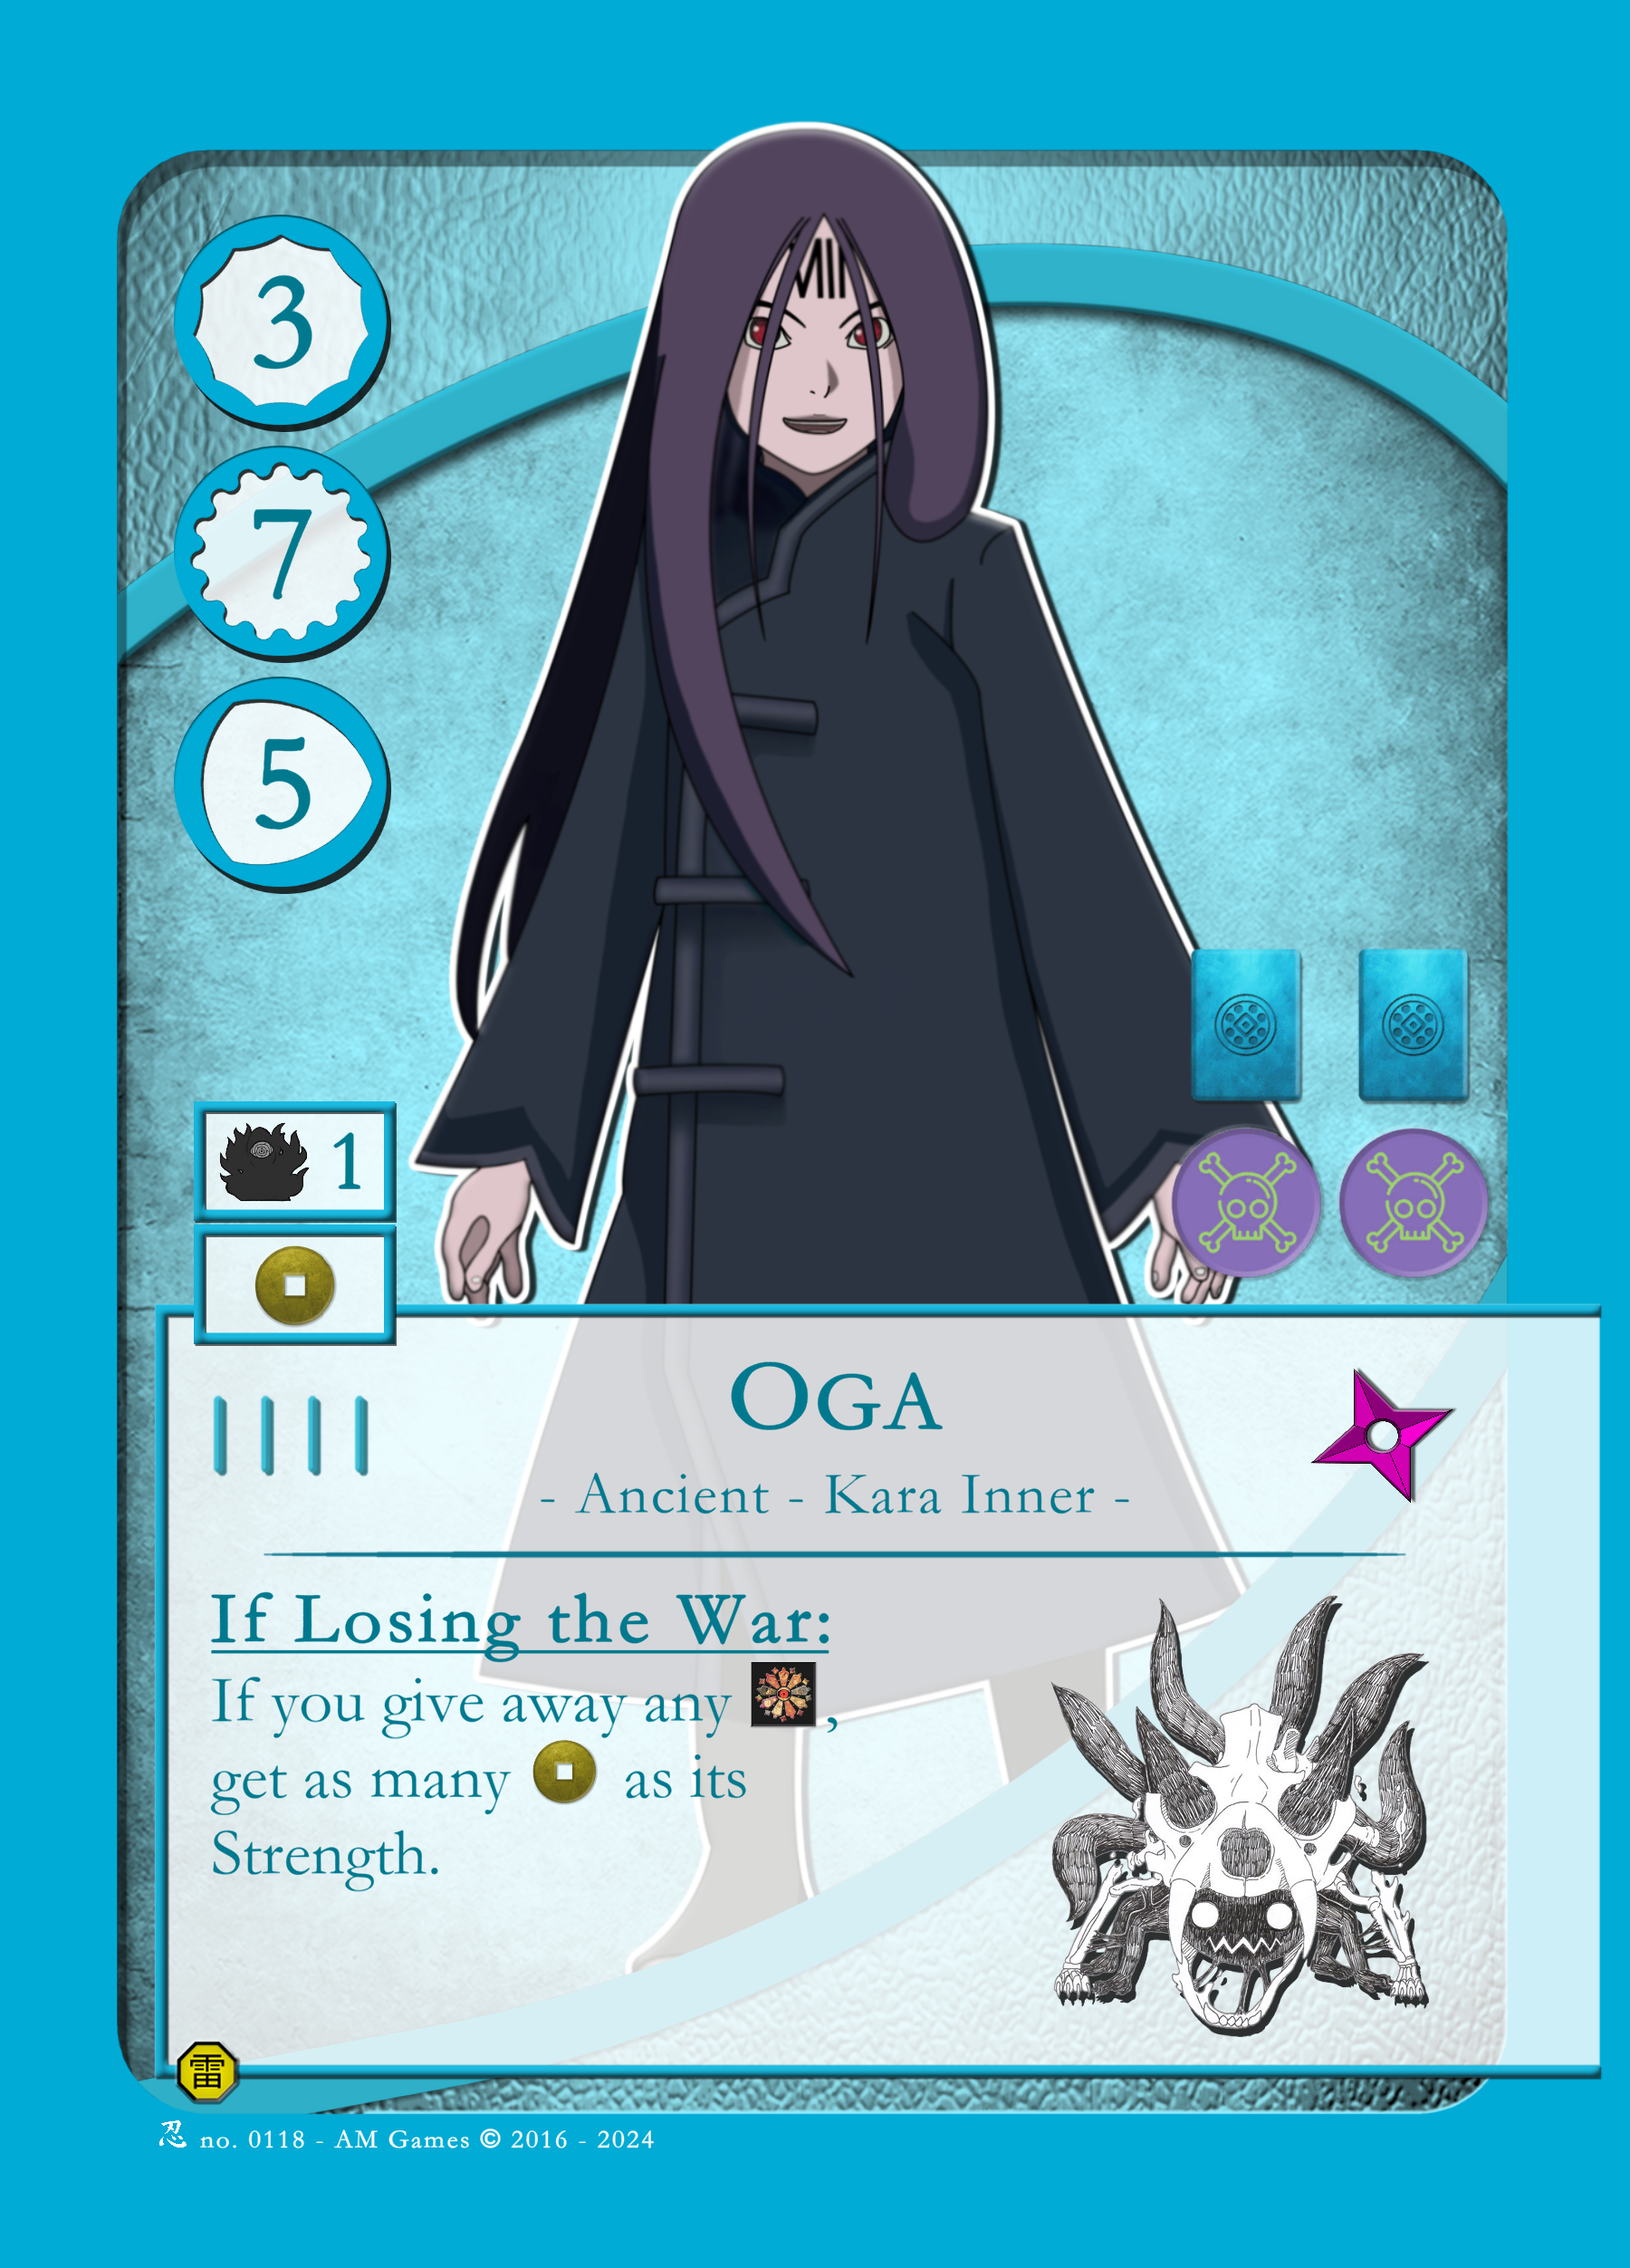 3
7
5
1
OGA
- Ancient - Kara Inner -
If Losing the War:
If you give away any ,
get as many as its
Strength.
雷
忍 no. 0118 - AM Games © 2016 - 2024